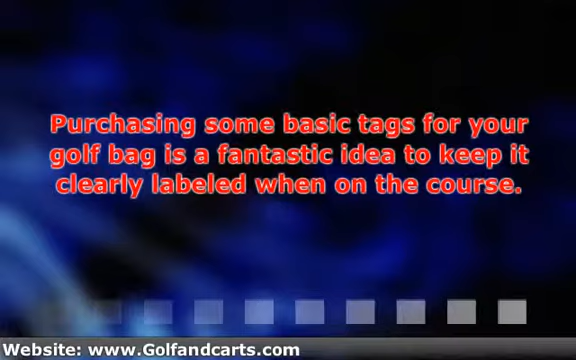 Purchasing some basic tags for your
golf bag is a fantastic idea to keep it
clearly labeled when on the course.
Website: www.Golfandcarts.com